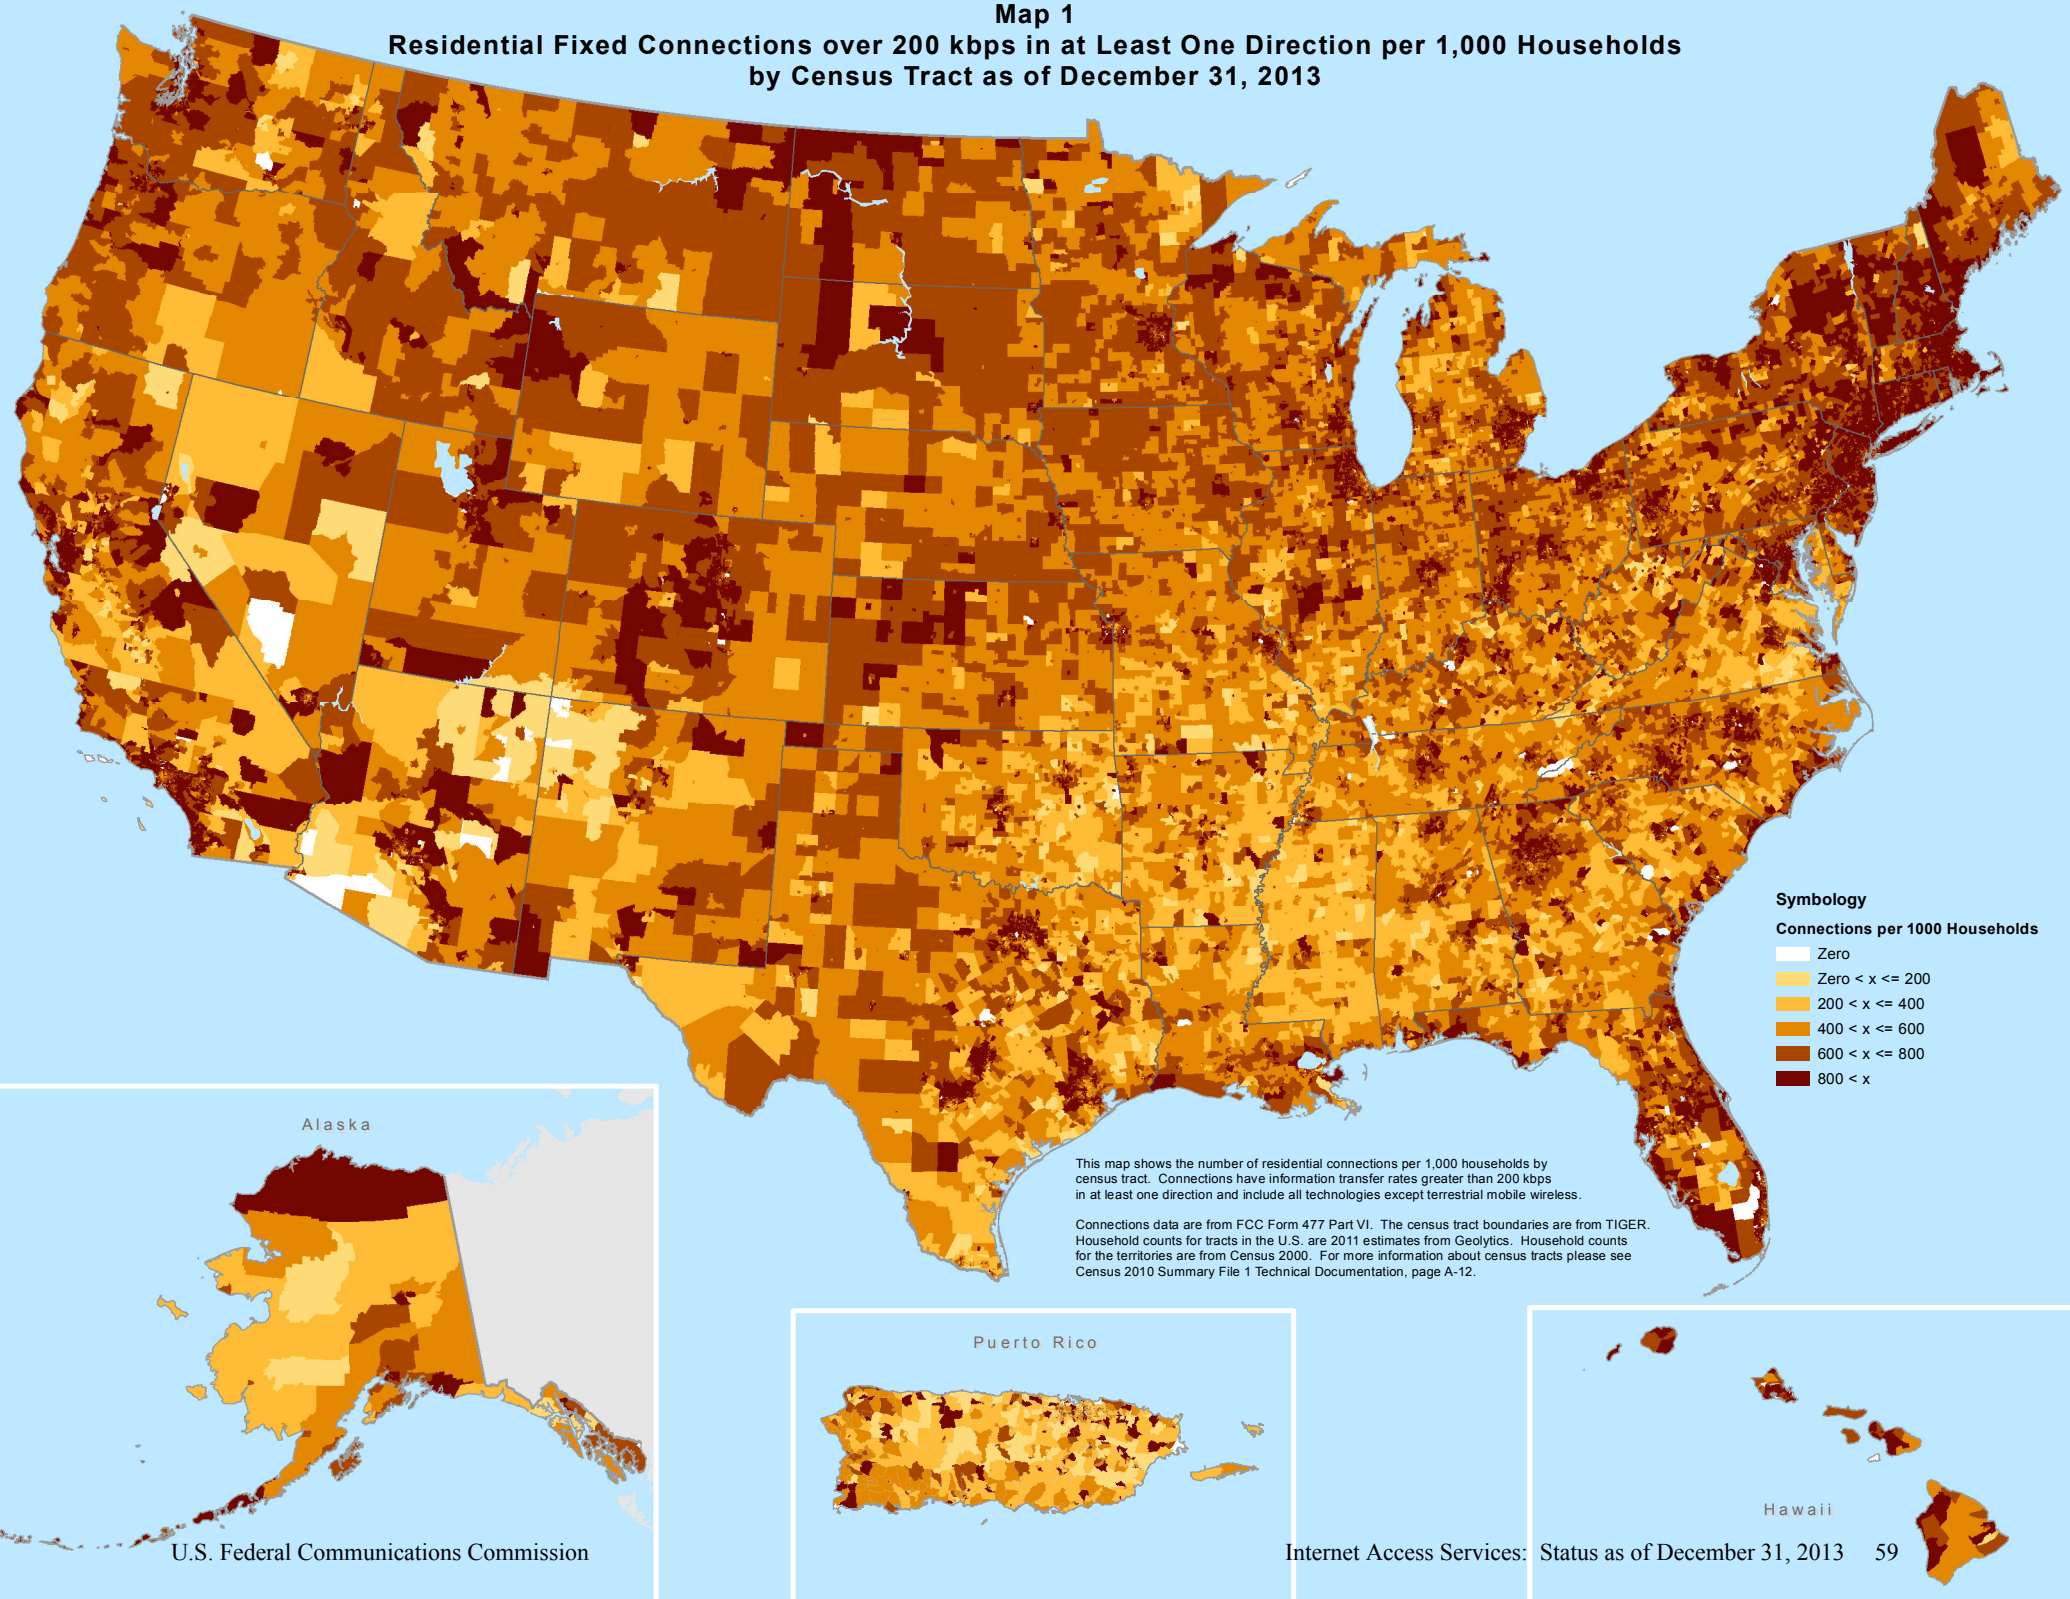 Map 1
Residential Fixed Connections over 200 kbps in at Least One Direction per 1,000 Households
by Census Tract as of December 31, 2013
Symbology
Connections per 1000 Households
Zero
Zero < x <= 200
200 < x <= 400
400 < x <= 600
600 < x <= 800
800 < x
Alaska
This map shows the number of residential connections per 1,000 households by
census tract. Connections have information transfer rates greater than 200 kbps
in at least one direction and include all technologies except terrestrial mobile wireless.
Connections data are from FCC Form 477 Part VI. The census tract boundaries are from TIGER.
Household counts for tracts in the U.S. are 2011 estimates from Geolytics. Household counts
for the territories are from Census 2000. For more information about census tracts please see
Census 2010 Summary File 1 Technical Documentation, page A-12.
Puerto Rico
Hawaii
U.S. Federal Communications Commission
Internet Access Services: Status as of December 31, 2013 59